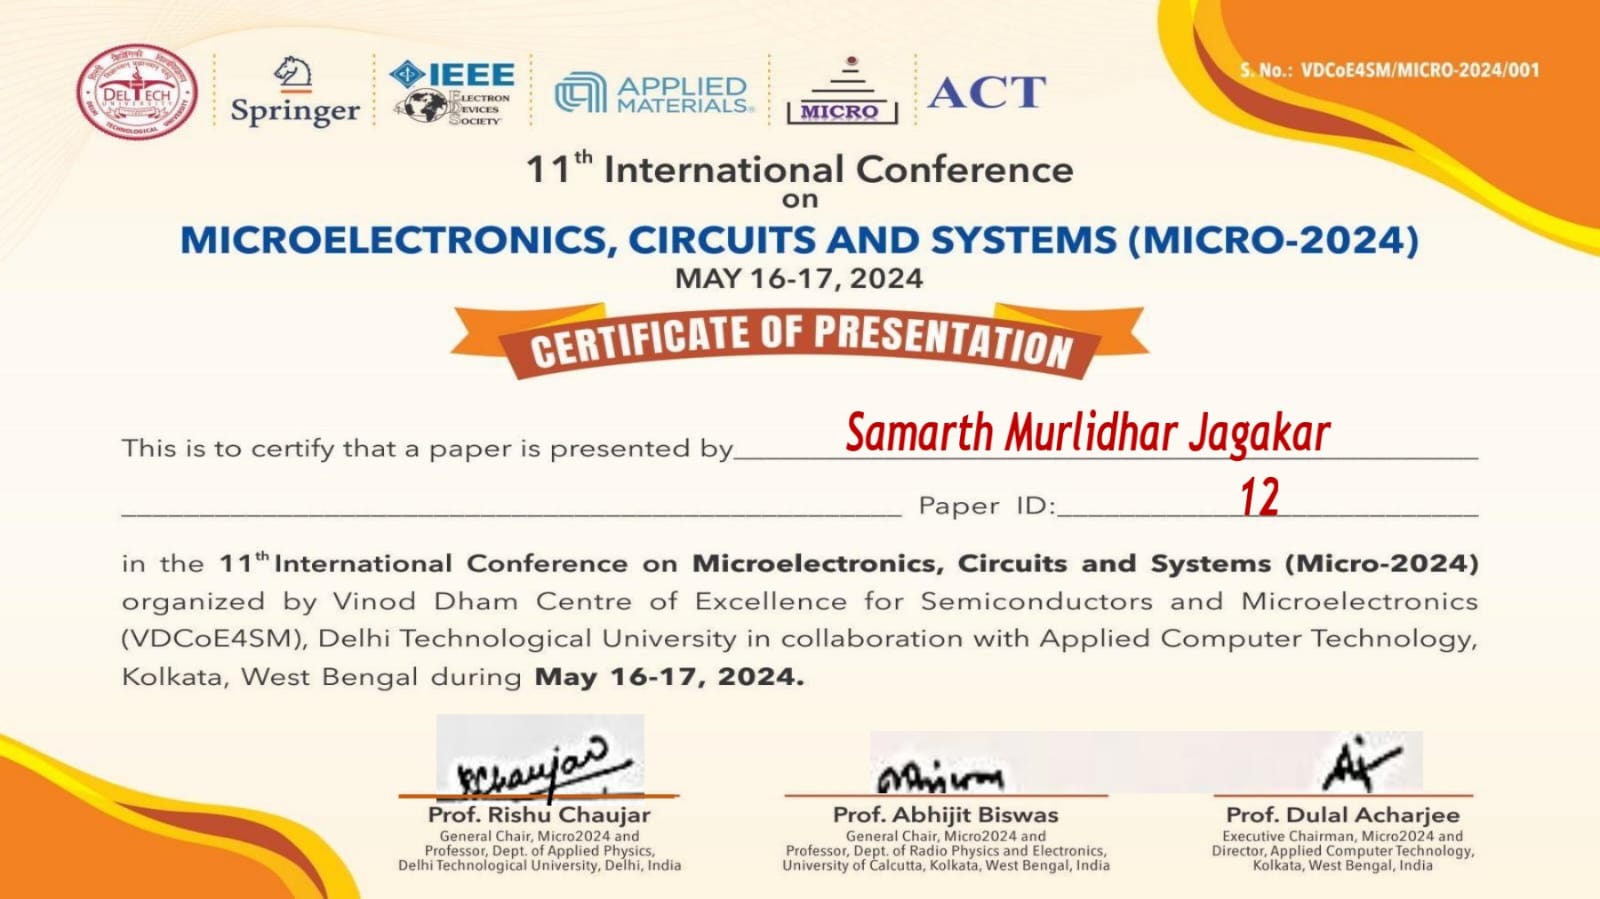 DELTECH
UNIVERSITY
DELHI TECHNOLOGICAL UNIVERSITY
Springer
IEEE
ELECTRON
DEVICES
SOCIETY
APPLIED
MATERIALS®
MICRO
ACT
S. No.: VDCoE4SM/MICRO-2024/001
11th International Conference
on
MICROELECTRONICS, CIRCUITS AND SYSTEMS (MICRO-2024)
MAY 16-17, 2024
CERTIFICATE OF PRESENTATION
This is to certify that a paper is presented by Samarth Murlidhar Jagakar
Paper ID: 12
in the 11th International Conference on Microelectronics, Circuits and Systems (Micro-2024)
organized by Vinod Dham Centre of Excellence for Semiconductors and Microelectronics
(VDCoE4SM), Delhi Technological University in collaboration with Applied Computer Technology,
Kolkata, West Bengal during May 16-17, 2024.
RChaujar
Prof. Rishu Chaujar
General Chair, Micro2024 and
Professor, Dept. of Applied Physics,
Delhi Technological University, Delhi, India
Prof. Abhijit Biswas
General Chair, Micro2024 and
Professor, Dept. of Radio Physics and Electronics,
University of Calcutta, Kolkata, West Bengal, India
Prof. Dulal Acharjee
Executive Chairman, Micro2024 and
Director, Applied Computer Technology,
Kolkata, West Bengal, India